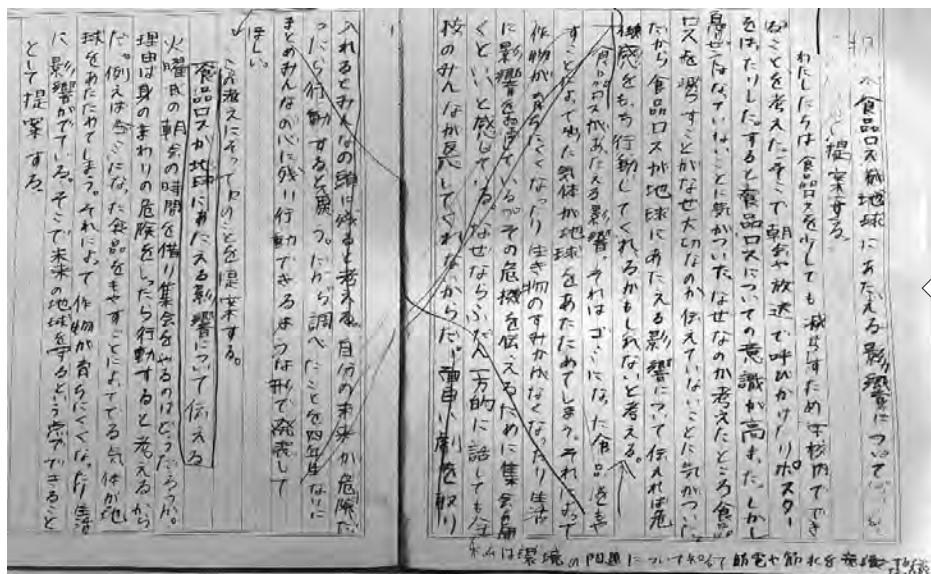 食品ロスが地球にあたえる影響について
提案する。
わたしたちは食品ロスを少しでも減らすため学校内ででき
ることを考えた。そこで朝会や放送で呼びかけたりポスター
をはったりした。すると食品ロスについての意識が高まった。しかし
ていないことに気がついた。なぜなのか考えたところ食品
ロスを減らすことがなぜ大切なのか伝えていないことに気がついた
だから食品ロスが地球にあたえる影響について伝えれば危
機感をもち行動してくれるかもしれないと考える。
食品ロスがあたえる影響、それはゴミになった食品をもや
すことによって出た気体が地球をあたためてしまう。それによって
作物が育ちにくくなったり生き物のすみかがなくなったり生活
に影響をおよぼしている。その危機を伝えるために集会を開
くといいと感じている。なぜならふだん一方的に話しても全
校のみんなが反してくれないからだ。
は環境の問題について知って節電や節水を
入れるとみんなの頭に残ると考える。自分の未来が危険だ
ったら行動すると思う。だから調べたことを四年生なりに
まとめみんなの心に残り行動できるような形で発表して
ほしい。
この考えにそって次のことを提案する。
食品ロスが地球にあたえる影響について伝える
火曜日の朝会の時間を借り集会をやるのはどうだろうか。
理由は身のまわりの危険をしったら行動すると考えるから
だ。例えばゴミになった食品をもやすことによってでる気体が地
球をあたためてしまう。それによって作物が育ちにくくなったり生活
に影響がでている。そこで未来の地球を守るという点でできること
として提案する。